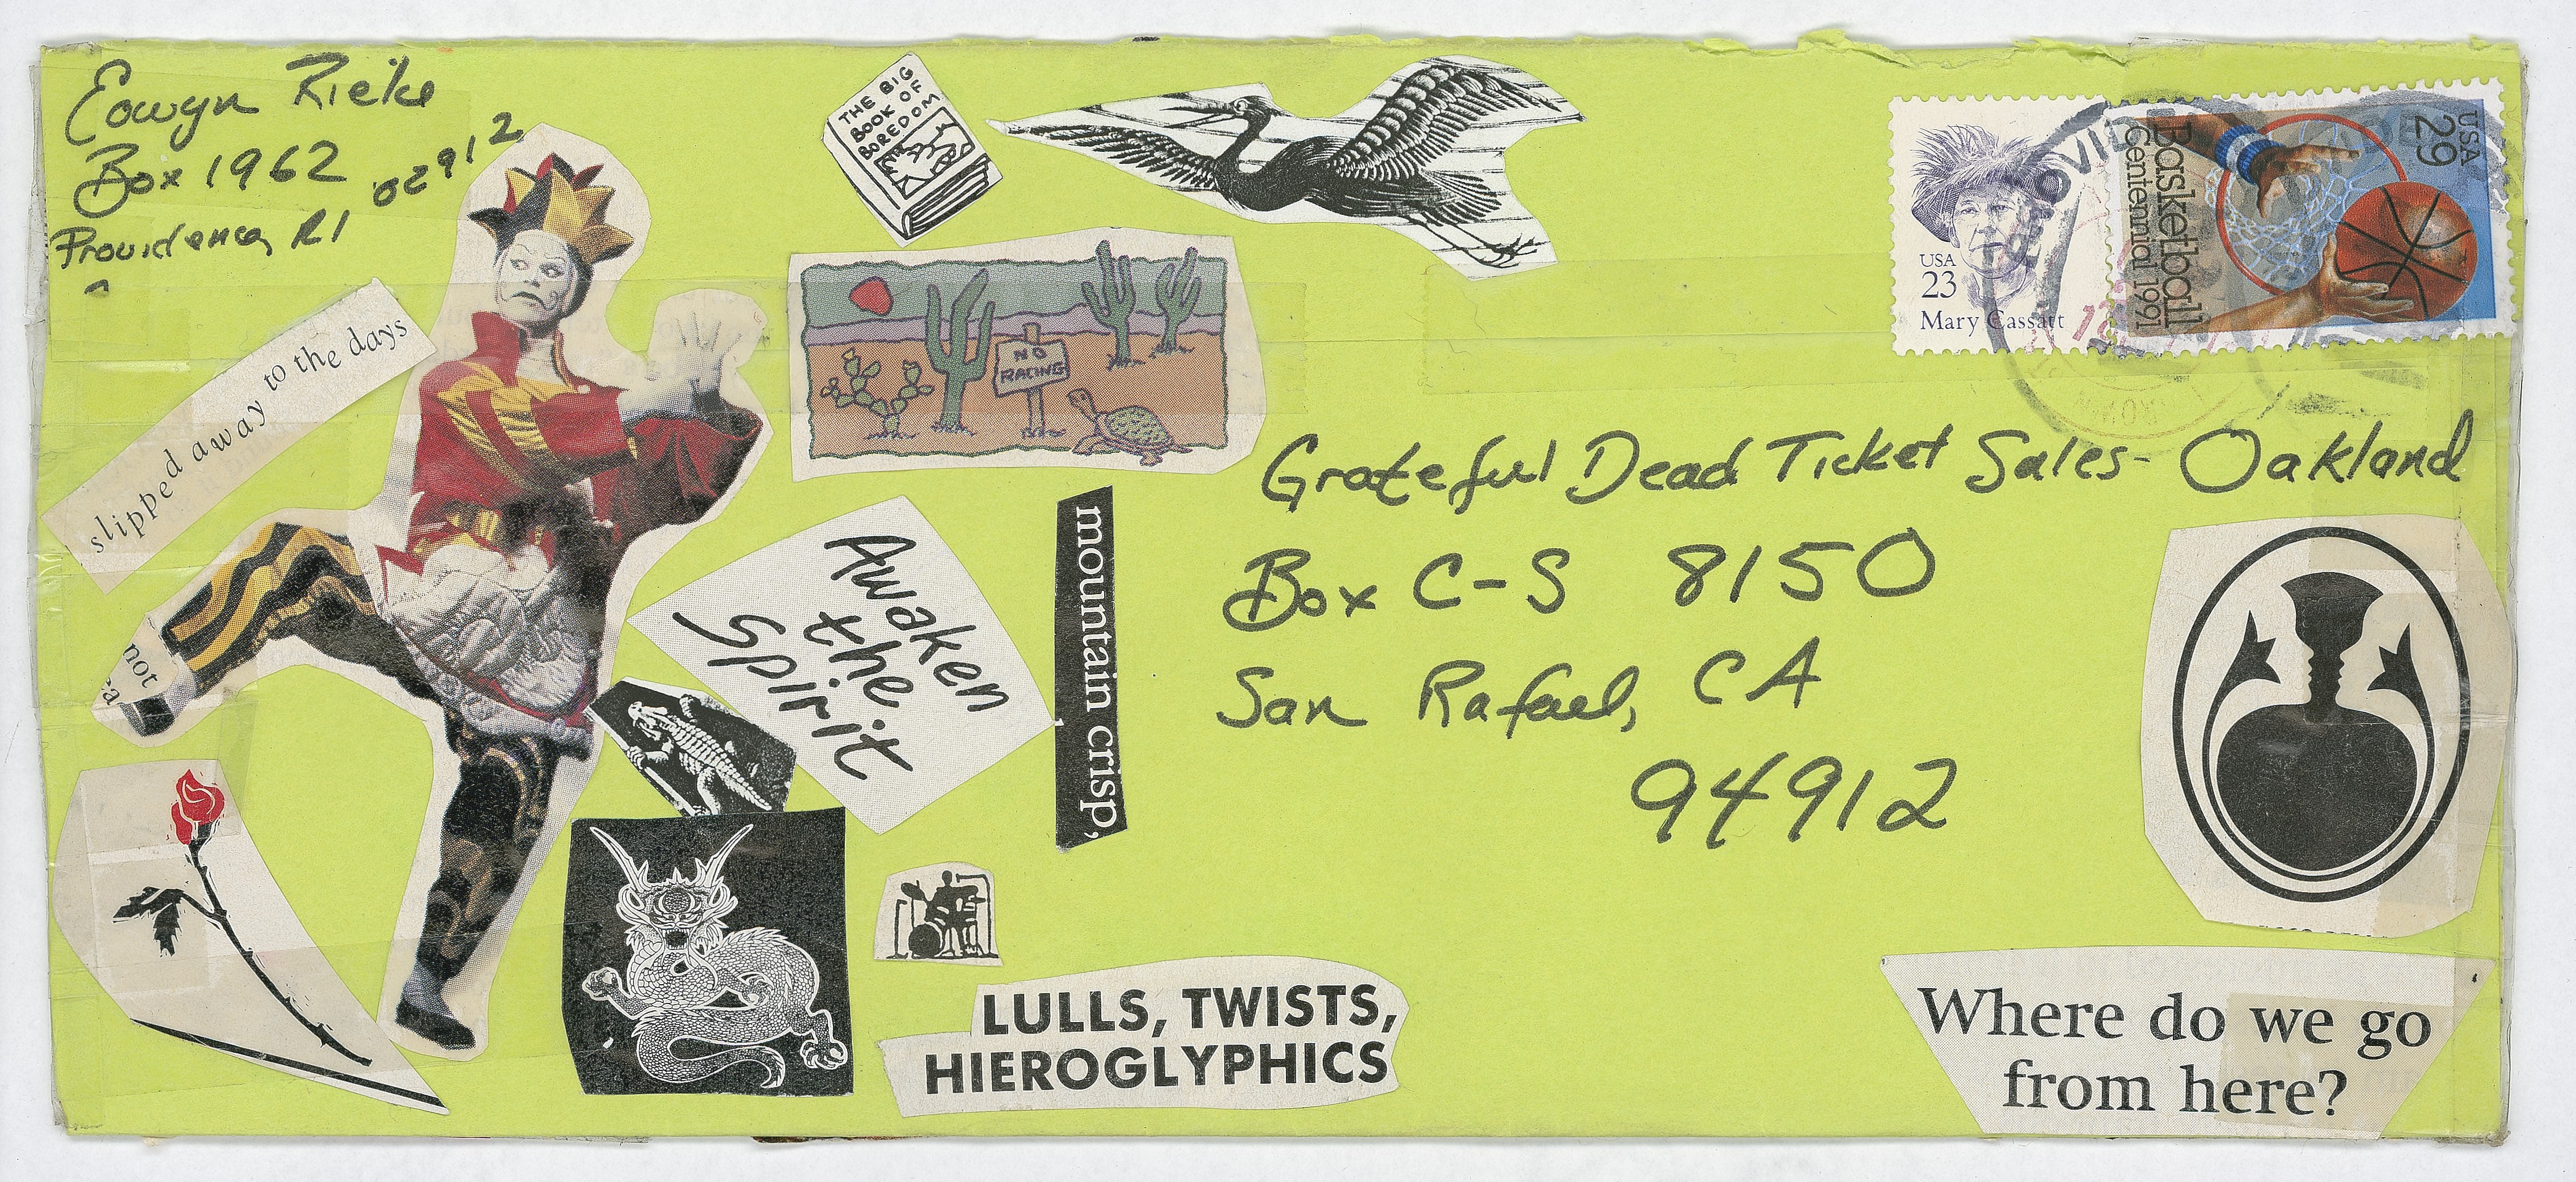 Eowyn Rieke
Box 1962
Providence, RI 02912
THE BIG
BOOK OF
BOREDOM
USA
23
Mary Cassatt
USA
29
Basketball
Centennial 1991
PROVID
slipped away to the days
NO
RACING
Grateful Dead Ticket Sales- Oakland
Box C-S 8150
San Rafael, CA
94912
Awaken
the
Spirit
mountain crisp,
not
LULLS, TWISTS,
HIEROGLYPHICS
Where do we go
from here?